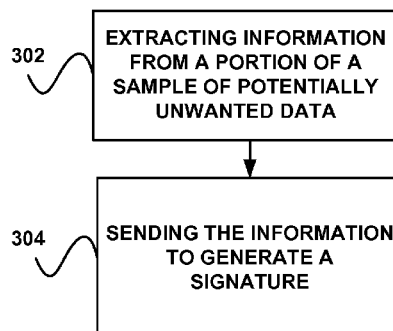 302
EXTRACTING INFORMATION
FROM A PORTION OF A
SAMPLE OF POTENTIALLY
UNWANTED DATA
304
SENDING THE INFORMATION
TO GENERATE A
SIGNATURE